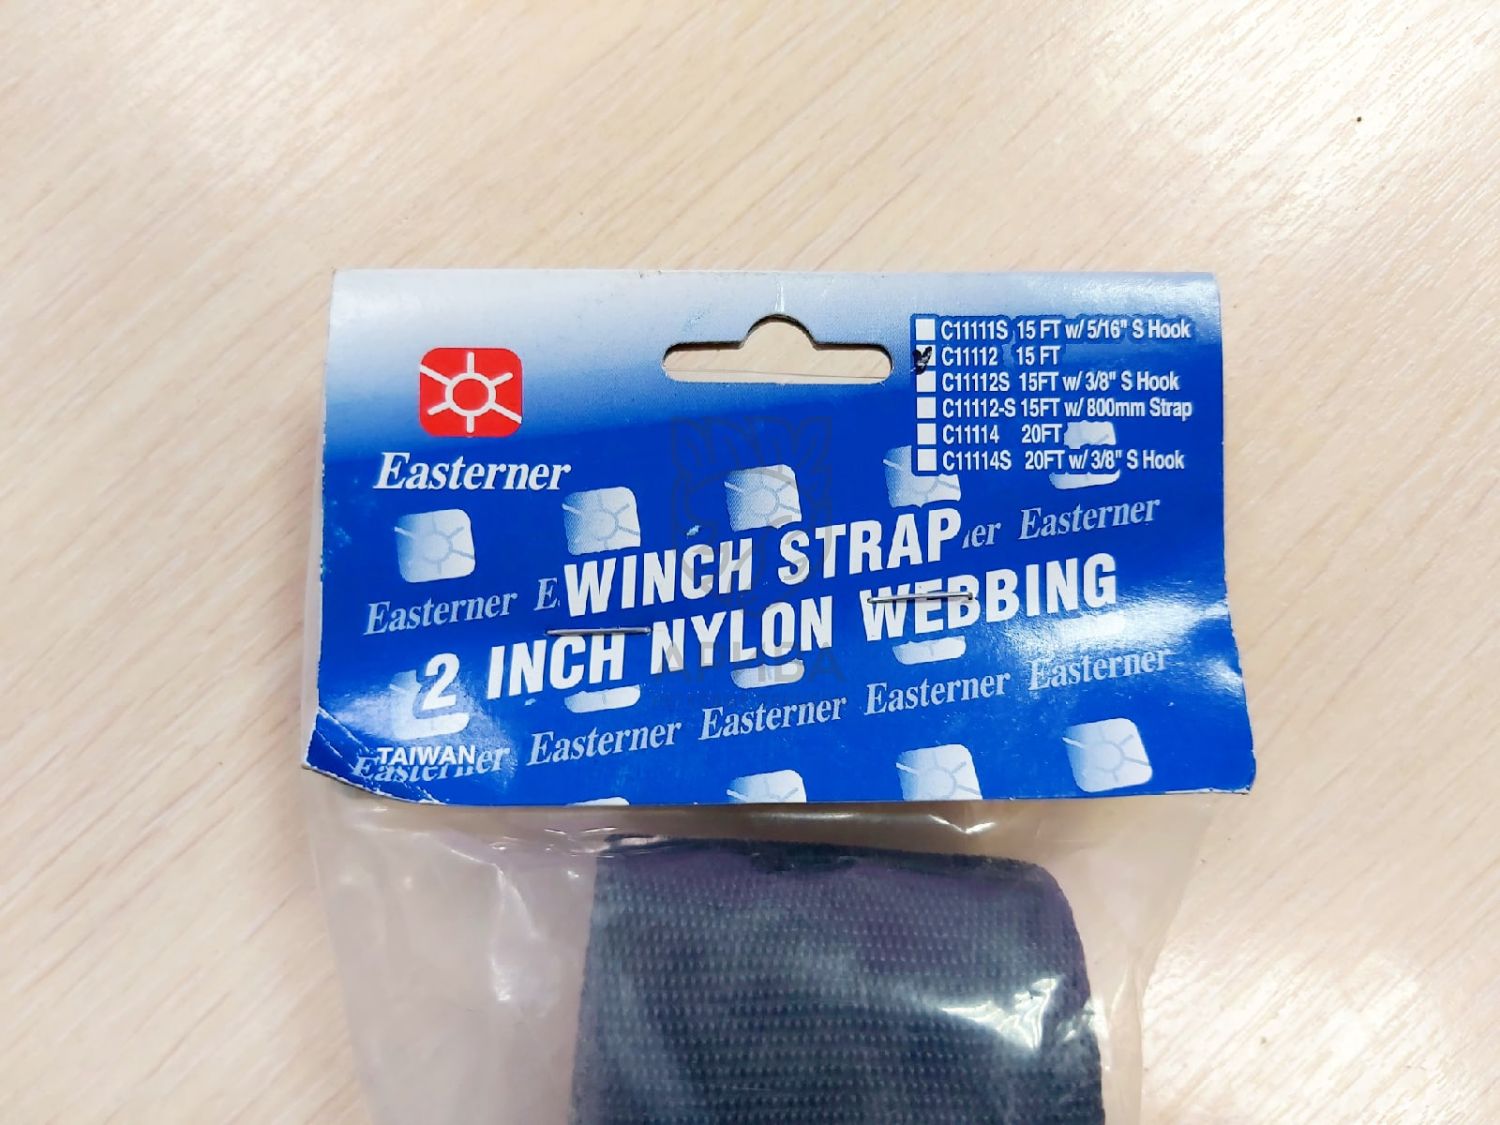 C11111S 15 FT w/ 5/16" S Hook
C11112 15 FT
C11112S 15FT w/ 3/8" S Hook
C11112-S 15FT w/ 800mm Strap
C11114 20FT
C11114S 20FT w/ 3/8" S Hook
Easterner
WINCH STRAP
2 INCH NYLON WEBBING
Easterner
Easterner
Easterner Easterner Easterner Easterner
TAIWAN
Easterner
АРИВА